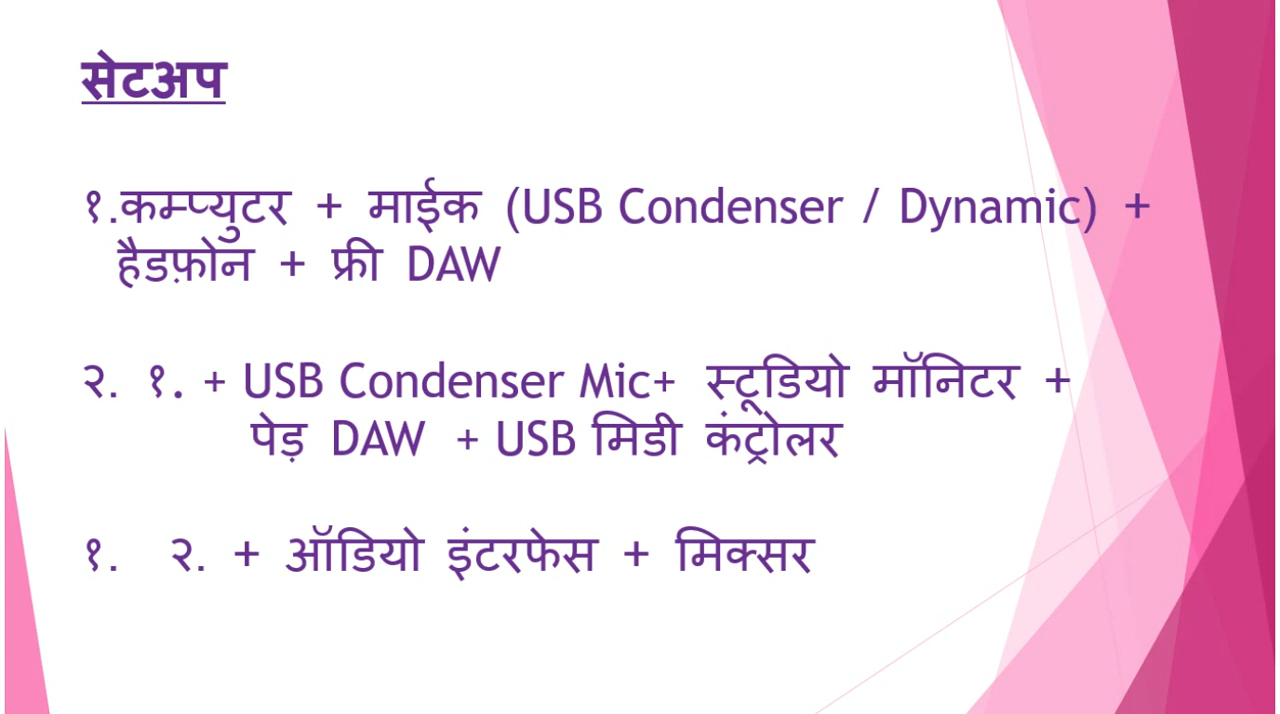 सेटअप
१.कम्प्युटर + माईक (USB Condenser / Dynamic) +
हैडफ़ोन + फ्री DAW
२. १. + USB Condenser Mic+ स्टूडियो मॉनिटर +
पेड़ DAW + USB मिडी कंट्रोलर
१. २. + ऑडियो इंटरफेस + मिक्सर